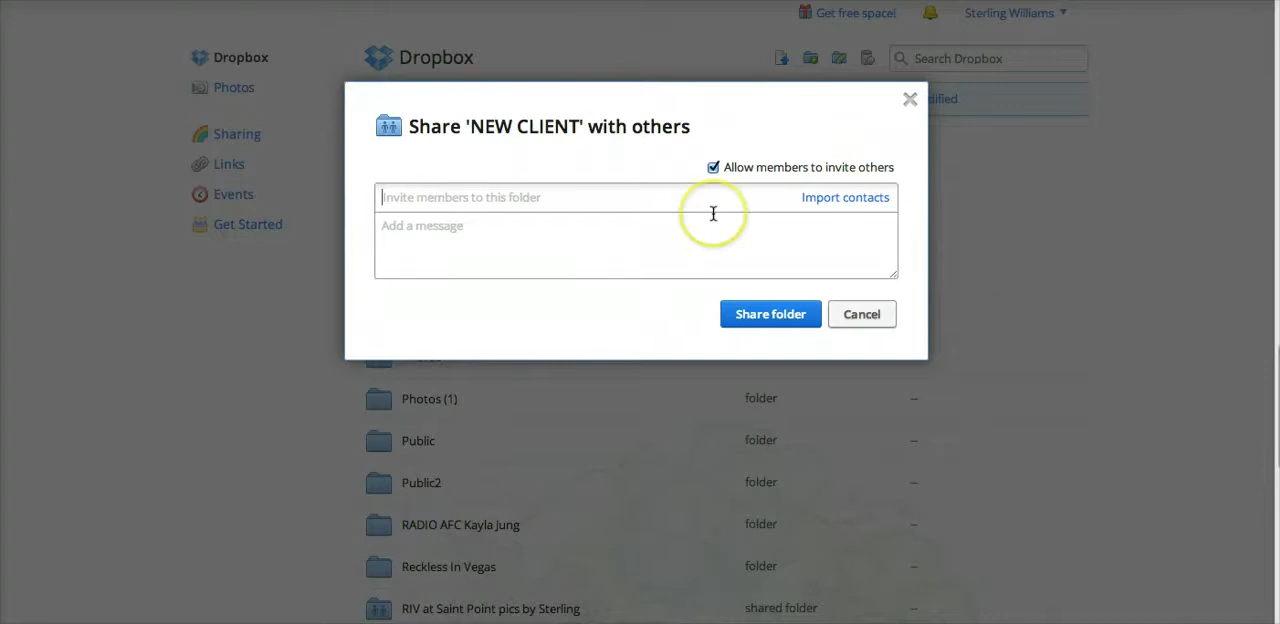 Get free space!
Sterling Williams
Dropbox
Photos
Sharing
Links
Events
Get Started
Dropbox
Search Dropbox
Share 'NEW CLIENT' with others
Allow members to invite others
Invite members to this folder
Import contacts
Add a message
Share folder
Cancel
Photos (1) folder --
Public folder --
Public2 folder --
RADIO AFC Kayla Jung folder --
Reckless In Vegas folder --
RIV at Saint Point pics by Sterling shared folder --